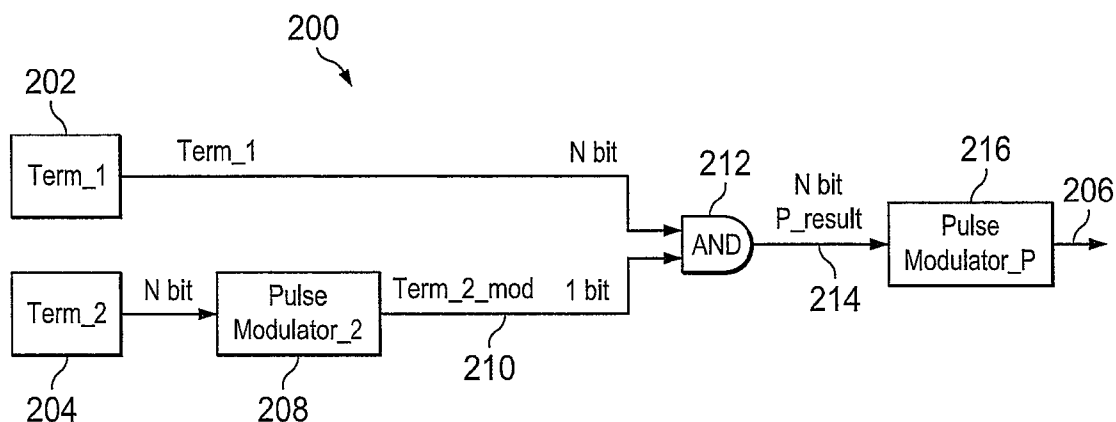 200
202
Term_1
Term_1
N bit
212
AND
N bit
P_result
214
216
Pulse
Modulator_P
206
Term_2
204
N bit
Pulse
Modulator_2
208
Term_2_mod
1 bit
210